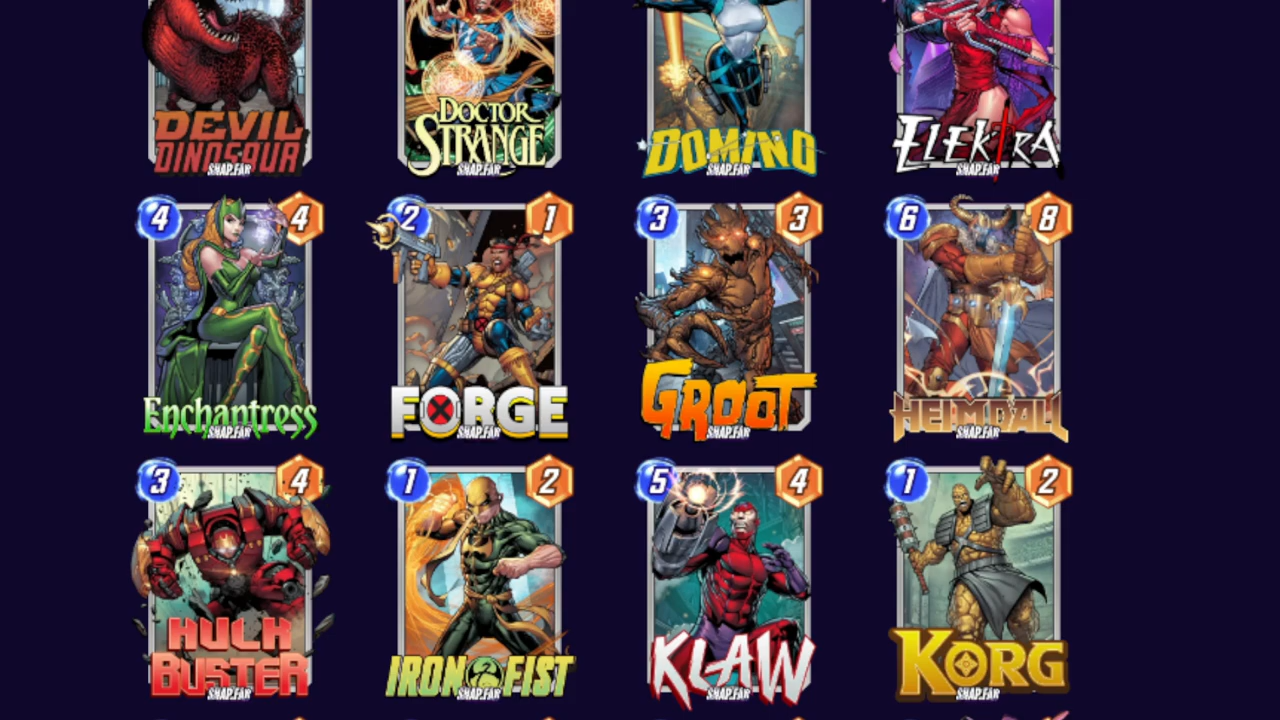 DEVIL
DINOSAUR
SNAP.FAN
DOCTOR
STRANGE
SNAP.FAN
DOMINO
SNAP.FAN
ELEKTRA
SNAP.FAN
4
4
Enchantress
SNAP.FAN
2
1
FORGE
SNAP.FAN
3
3
GROOT
SNAP.FAN
6
8
HEIMDALL
SNAP.FAN
3
4
HULK
BUSTER
SNAP.FAN
1
2
IRON FIST
SNAP.FAN
5
4
KLAW
SNAP.FAN
1
2
KORG
SNAP.FAN